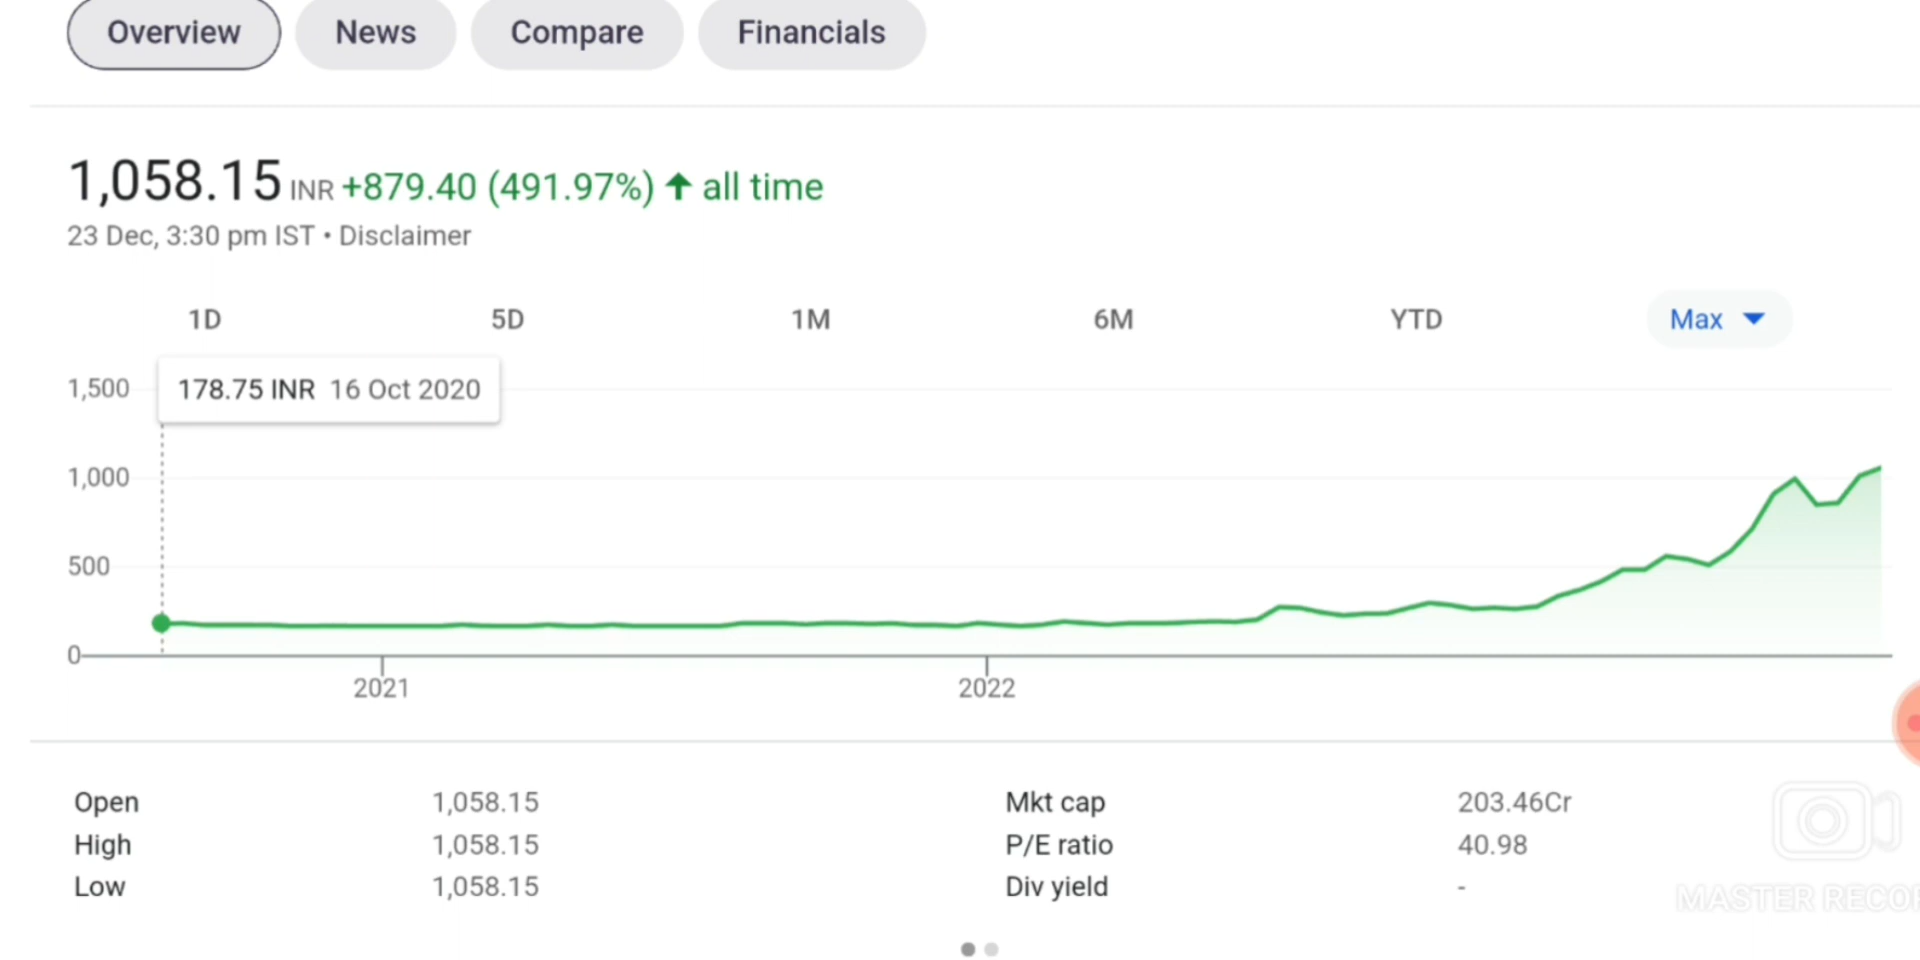 Overview News Compare Financials
1,058.15 INR +879.40 (491.97%) ↑ all time
23 Dec, 3:30 pm IST • Disclaimer
1D 5D 1M 6M YTD Max
178.75 INR 16 Oct 2020
1,500
1,000
500
0
2021 2022
Open 1,058.15 Mkt cap 203.46Cr
High 1,058.15 P/E ratio 40.98
Low 1,058.15 Div yield -
MASTER RECOR